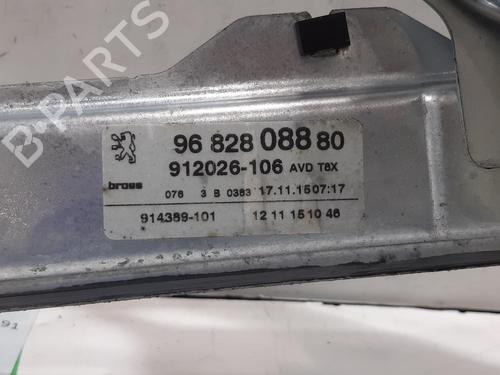 B-PARTS
96 828 088 80
912026-106 AVD T8X
brose
078 3 B 0383 17.11.15 07:17
914389-101 12 11 15 10 46
91